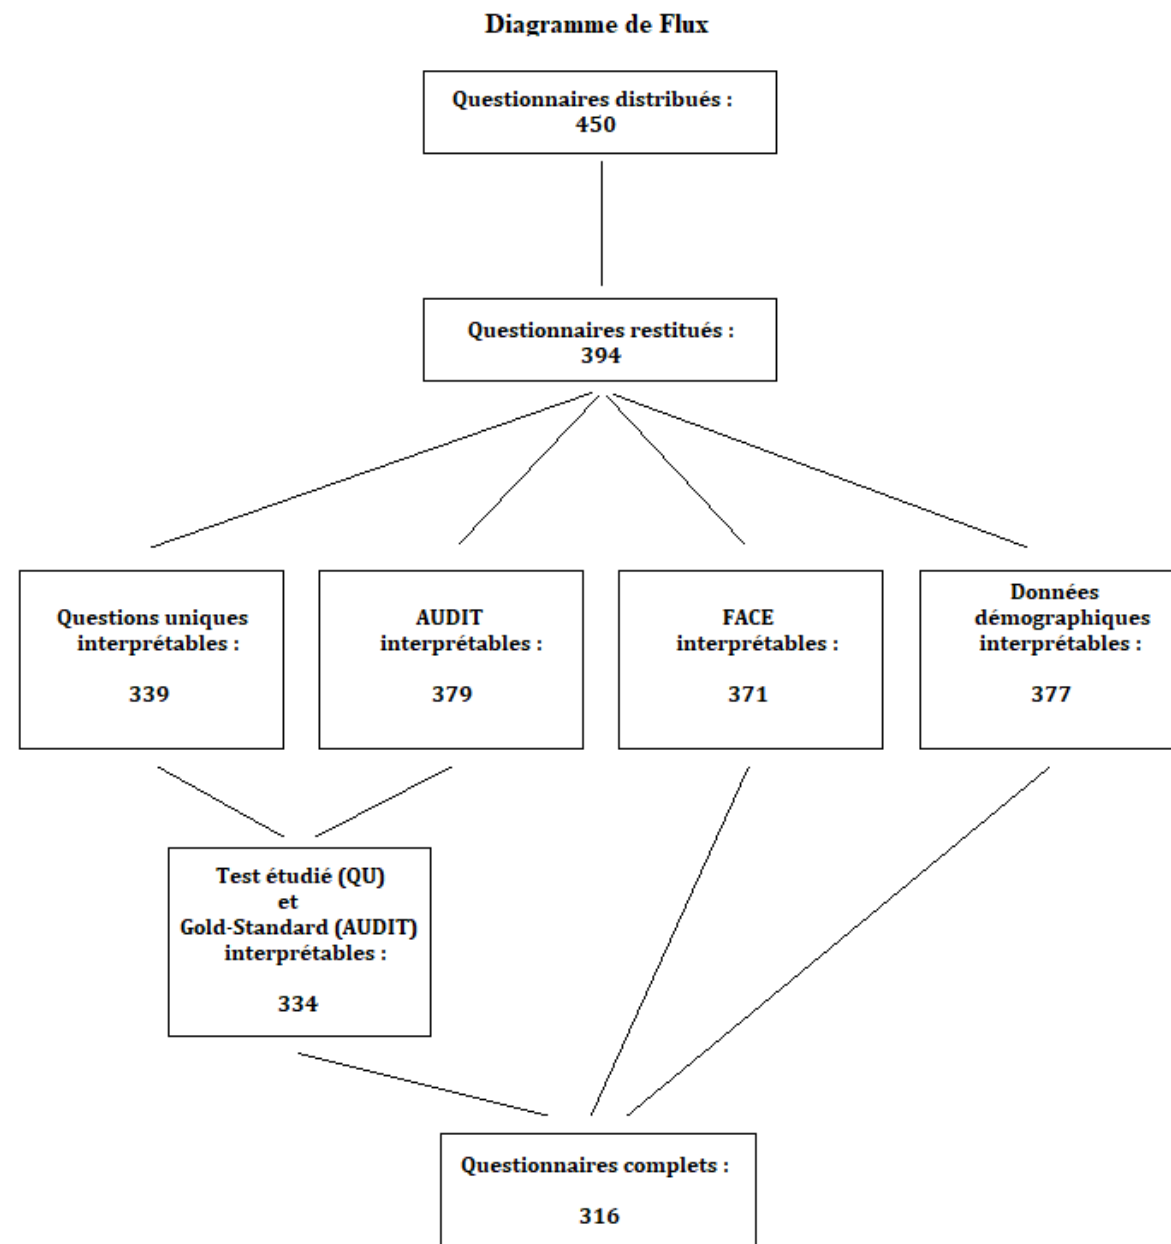 Diagramme de Flux
Questionnaires distribués :
450
Questionnaires restitués :
394
Questions uniques
interprétables :
339
AUDIT
interprétables :
379
FACE
interprétables :
371
Données
démographiques
interprétables :
377
Test étudié (QU)
et
Gold-Standard (AUDIT)
interprétables :
334
Questionnaires complets :
316